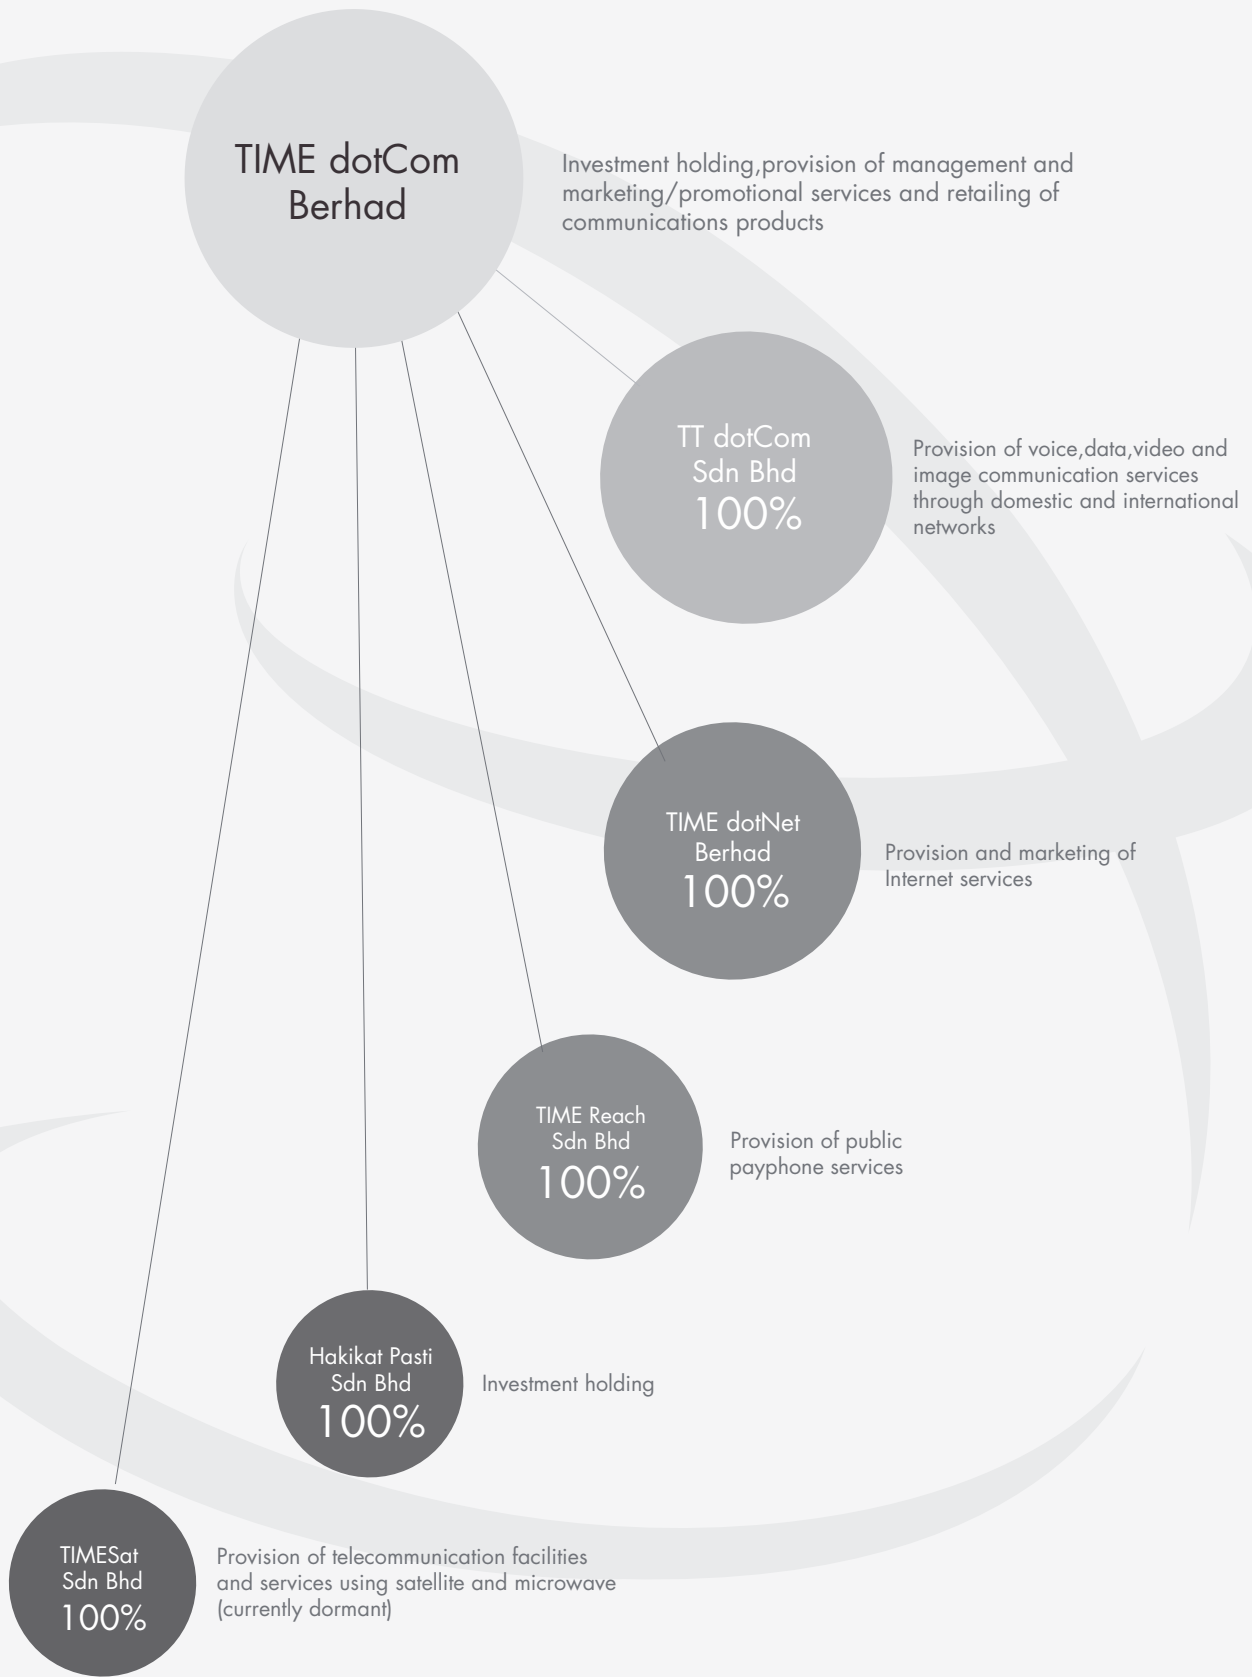 TIME dotCom
Berhad
Investment holding,provision of management and
marketing/promotional services and retailing of
communications products
TT dotCom
Sdn Bhd
100%
Provision of voice,data,video and
image communication services
through domestic and international
networks
TIME dotNet
Berhad
100%
Provision and marketing of
Internet services
TIME Reach
Sdn Bhd
100%
Provision of public
payphone services
Hakikat Pasti
Sdn Bhd
100%
Investment holding
TIMESat
Sdn Bhd
100%
Provision of telecommunication facilities
and services using satellite and microwave
(currently dormant)